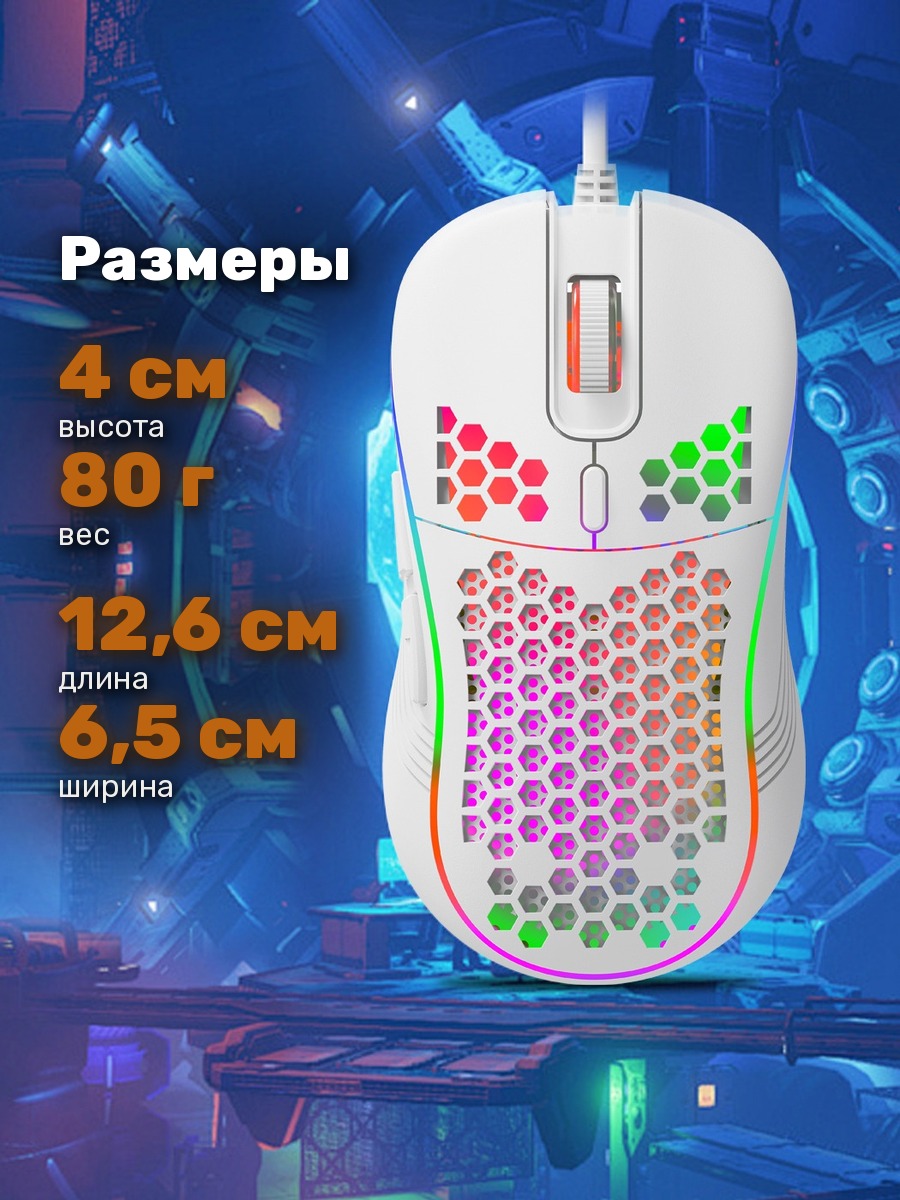 Размеры
4 см
высота
80 г
вес
12,6 см
длина
6,5 см
ширина